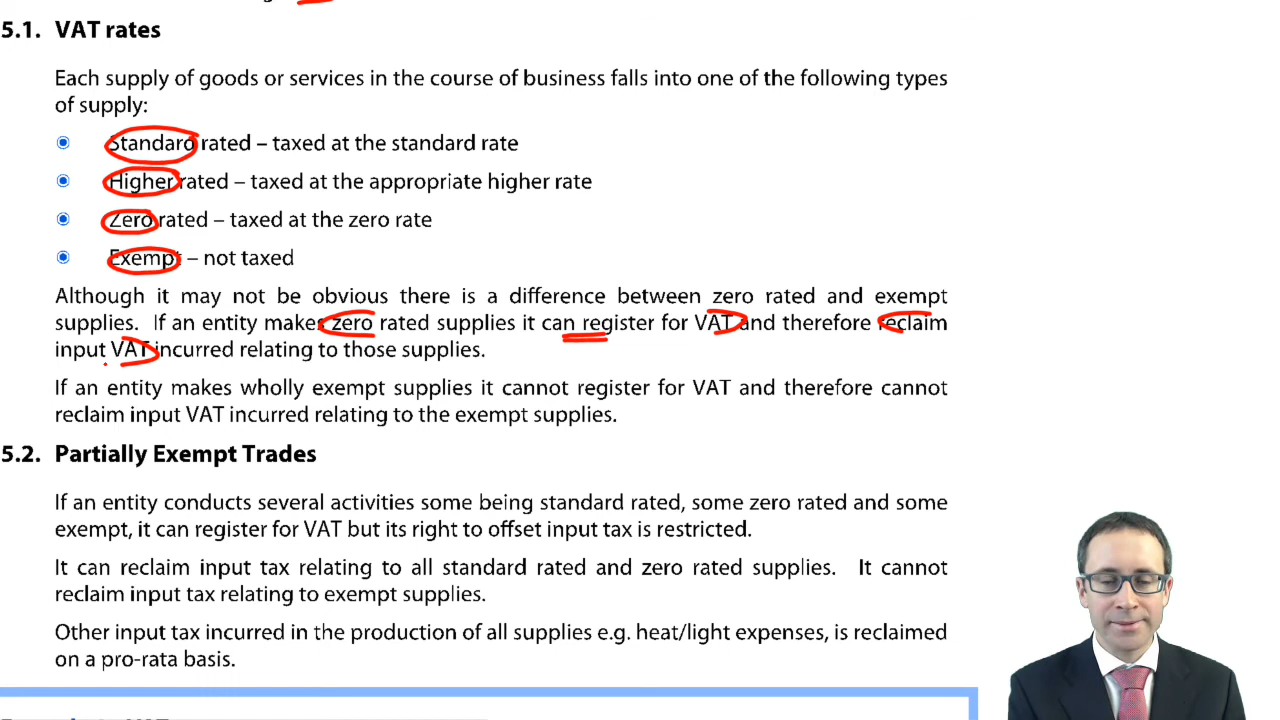 5.1. VAT rates
Each supply of goods or services in the course of business falls into one of the following types
of supply:
Standard rated – taxed at the standard rate
Higher rated – taxed at the appropriate higher rate
Zero rated – taxed at the zero rate
Exempt – not taxed
Although it may not be obvious there is a difference between zero rated and exempt
supplies. If an entity makes zero rated supplies it can register for VAT and therefore reclaim
input VAT incurred relating to those supplies.
If an entity makes wholly exempt supplies it cannot register for VAT and therefore cannot
reclaim input VAT incurred relating to the exempt supplies.
5.2. Partially Exempt Trades
If an entity conducts several activities some being standard rated, some zero rated and some
exempt, it can register for VAT but its right to offset input tax is restricted.
It can reclaim input tax relating to all standard rated and zero rated supplies. It cannot
reclaim input tax relating to exempt supplies.
Other input tax incurred in the production of all supplies e.g. heat/light expenses, is reclaimed
on a pro-rata basis.